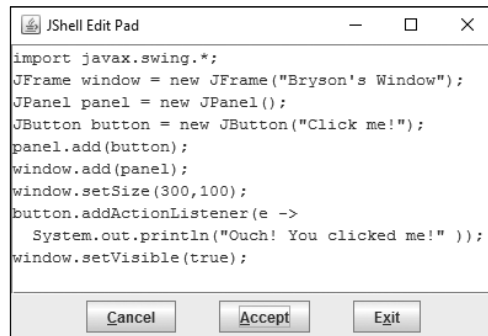 JShell Edit Pad
import javax.swing.*;
JFrame window = new JFrame("Bryson's Window");
JPanel panel = new JPanel();
JButton button = new JButton("Click me!");
panel.add(button);
window.add(panel);
window.setSize(300,100);
button.addActionListener(e ->
  System.out.println("Ouch! You clicked me!" ));
window.setVisible(true);
Cancel Accept Exit